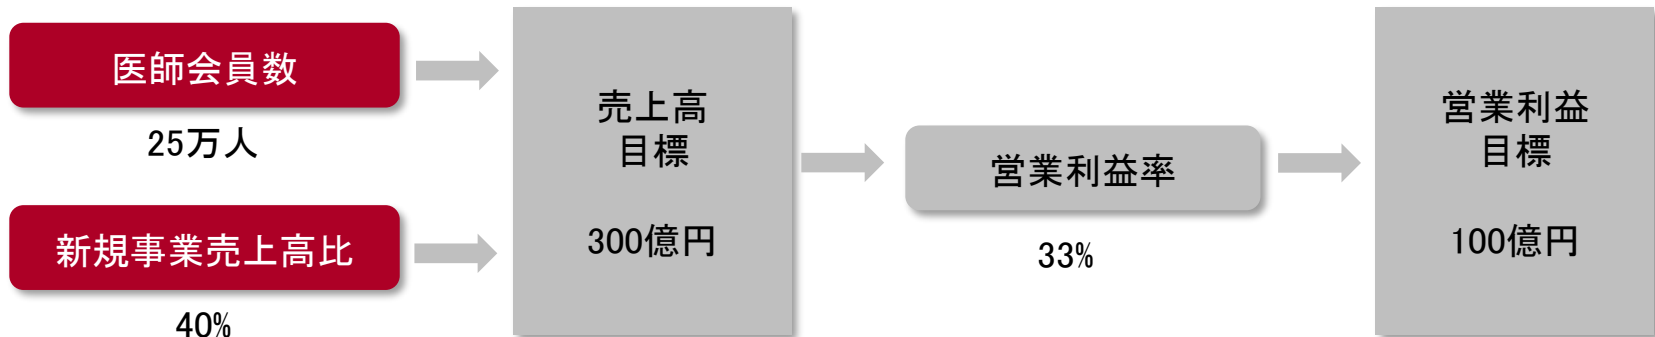 医師会員数
25万人
新規事業売上高比
40%
売上高
目標
300億円
営業利益率
33%
営業利益
目標
100億円